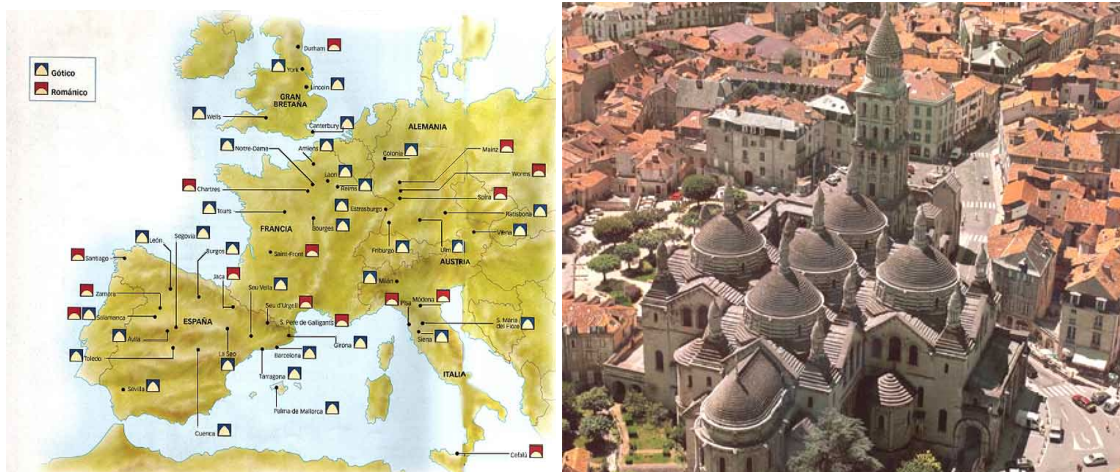 Gótico
Románico
Durham
York
Lincoln
GRAN
BRETAÑA
Wells
Canterbury
ALEMANIA
Notre-Dame
Amiens
Colonia
Mainz
Laon
Worms
Chartres
Reims
Spira
Tours
Estrasburgo
Ratisbona
FRANCIA
Bourges
Friburgo
Ulm
Viena
Saint-Front
AUSTRIA
León
Segovia
Burgos
Santiago
Jaca
Seu Vella
Milán
Zamora
Seu d'Urgell
Pisa
Módena
Salamanca
S. Pere de Galligants
S. Maria
del Fiore
ESPAÑA
Ávila
Siena
Toledo
La Seo
Girona
Barcelona
Tarragona
ITALIA
Sevilla
Palma de Mallorca
Cuenca
Cefalú